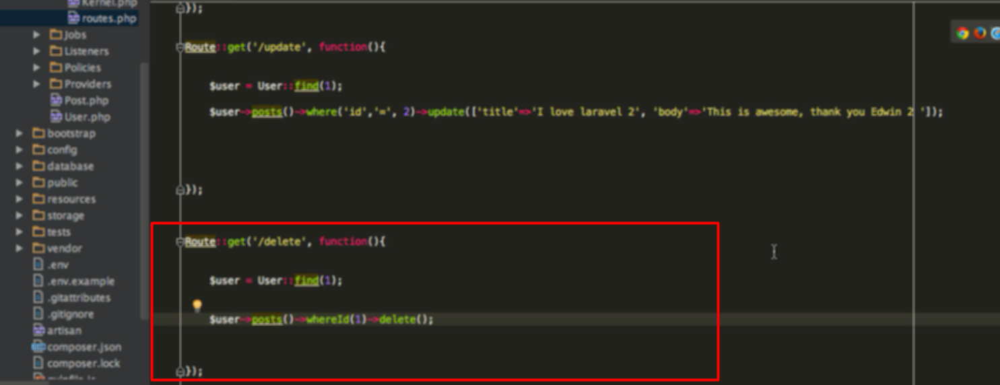 Kernel.php
routes.php
Jobs
Listeners
Policies
Providers
Post.php
User.php
bootstrap
config
database
public
resources
storage
tests
vendor
.env
.env.example
.gitattributes
.gitignore
artisan
composer.json
composer.lock
});
Route::get('/update', function(){
$user = User::find(1);
$user->posts()->where('id','=', 2)->update(['title'=>'I love laravel 2', 'body'=>'This is awesome, thank you Edwin 2 ']);
});
Route::get('/delete', function(){
$user = User::find(1);
$user->posts()->whereId(1)->delete();
});